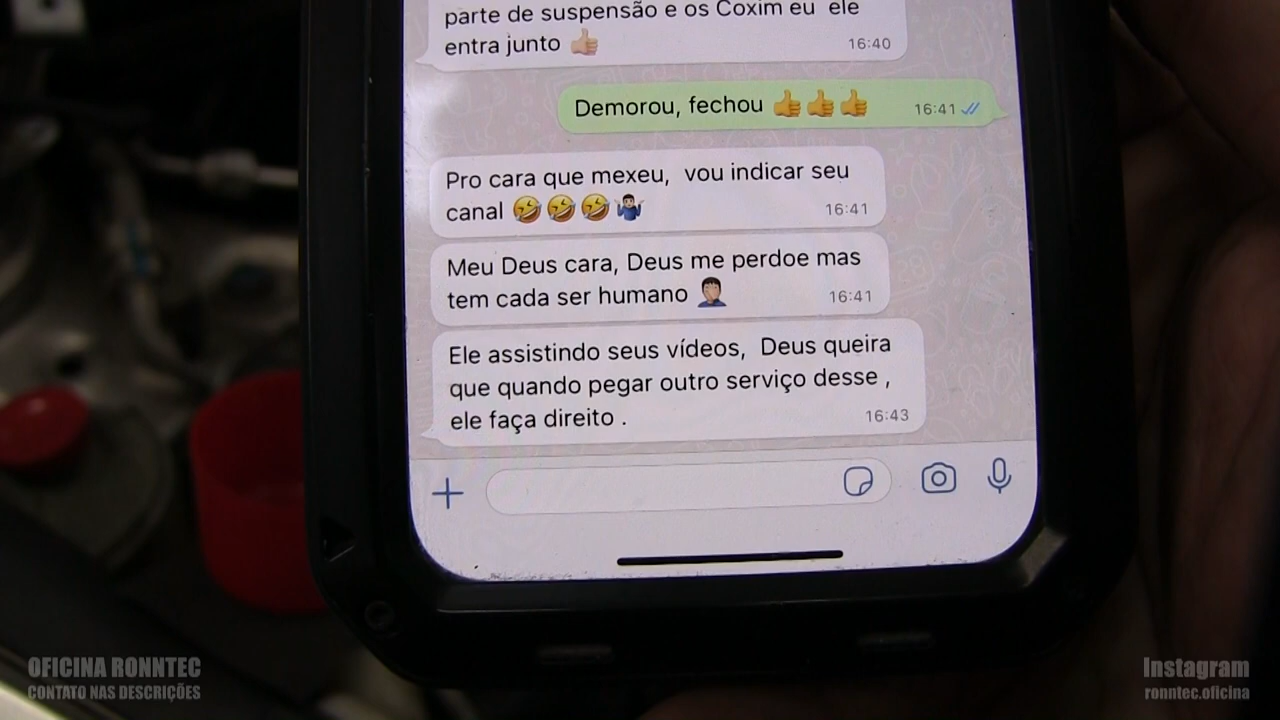 parte de suspensão e os Coxim eu ele
entra junto 👍🏼 16:40
Demorou, fechou 👍👍👍 16:41
Pro cara que mexeu, vou indicar seu
canal 🤣🤣🤣🤷🏻‍♂️ 16:41
Meu Deus cara, Deus me perdoe mas
tem cada ser humano 🤦🏻‍♂️ 16:41
Ele assistindo seus vídeos, Deus queira
que quando pegar outro serviço desse ,
ele faça direito . 16:43
OFICINA RONNTEC
CONTATO NAS DESCRIÇÕES
Instagram
ronntec.oficina